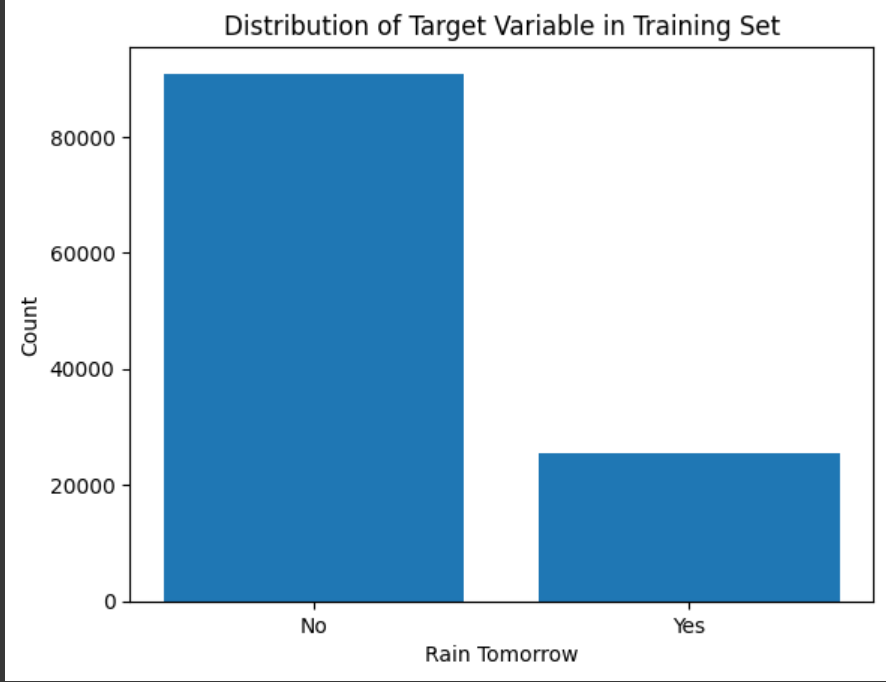 Distribution of Target Variable in Training Set
80000
60000
40000
20000
0
Count
No
Yes
Rain Tomorrow